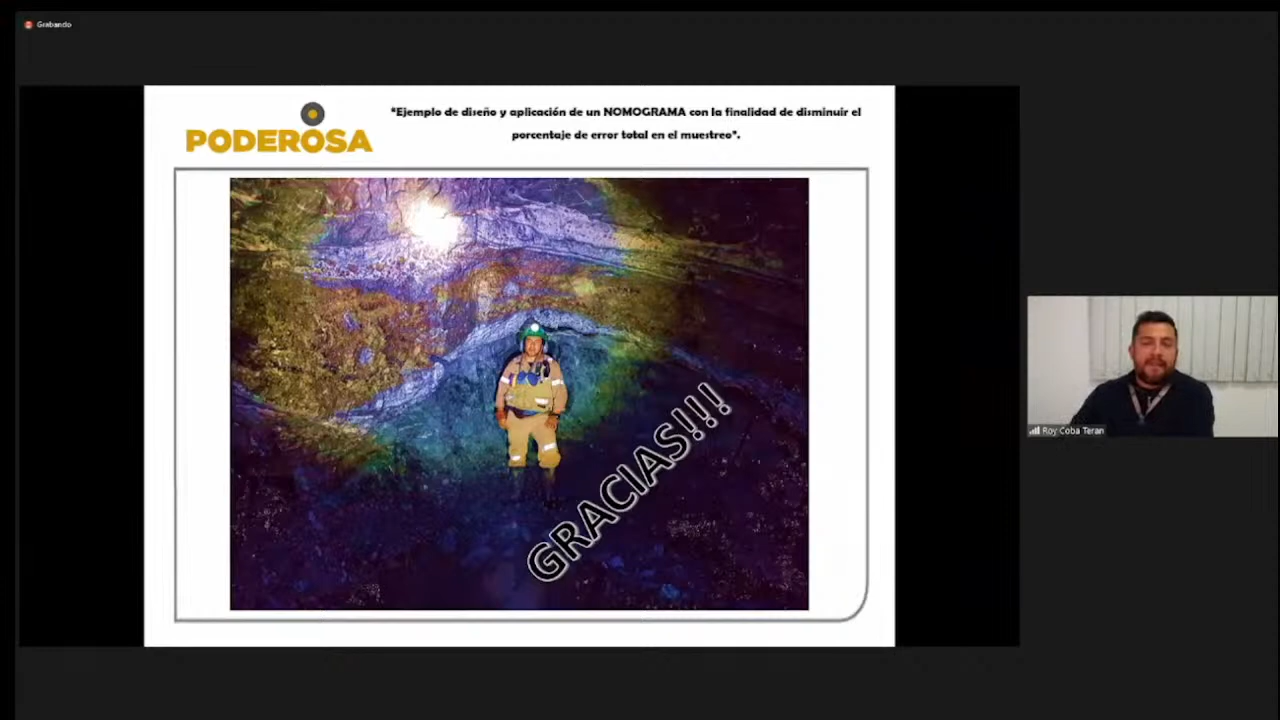 Grabando
PODEROSA
"Ejemplo de diseño y aplicación de un NOMOGRAMA con la finalidad de disminuir el
porcentaje de error total en el muestreo".
GRACIAS!!!
Roy Coba Teran